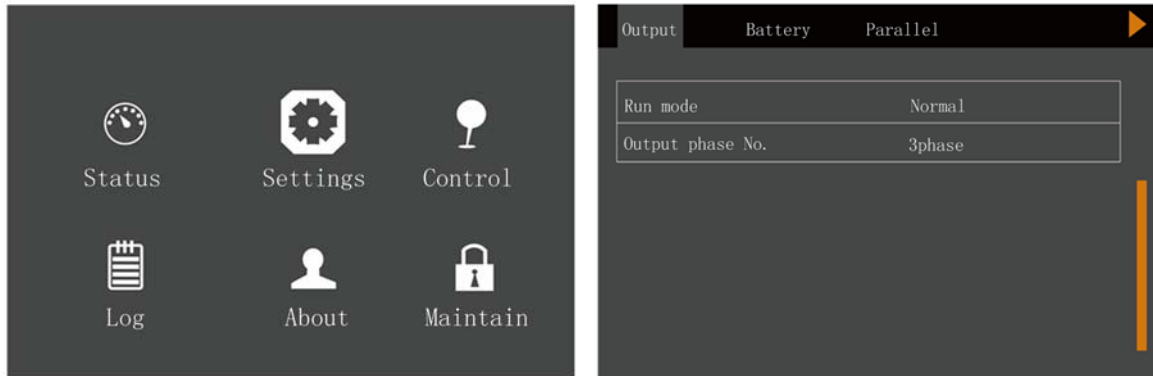 Status Settings Control
Log About Maintain
Output Battery Parallel
Run mode Normal
Output phase No. 3phase